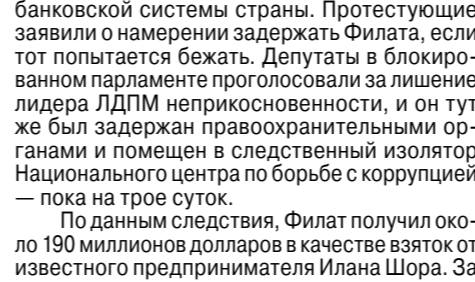 банковской системы страны. Протестующие
заявили о намерении задержать Филата, если
тот попытается бежать. Депутаты в блокиро-
ванном парламенте проголосовали за лишение
лидера ЛДПМ неприкосновенности, и он тут
же был задержан правоохранительными ор-
ганами и помещен в следственный изолятор
Национального центра по борьбе с коррупцией
— пока на трое суток.
По данным следствия, Филат получил око-
ло 190 миллионов долларов в качестве взяток от
известного предпринимателя Илана Шора. За